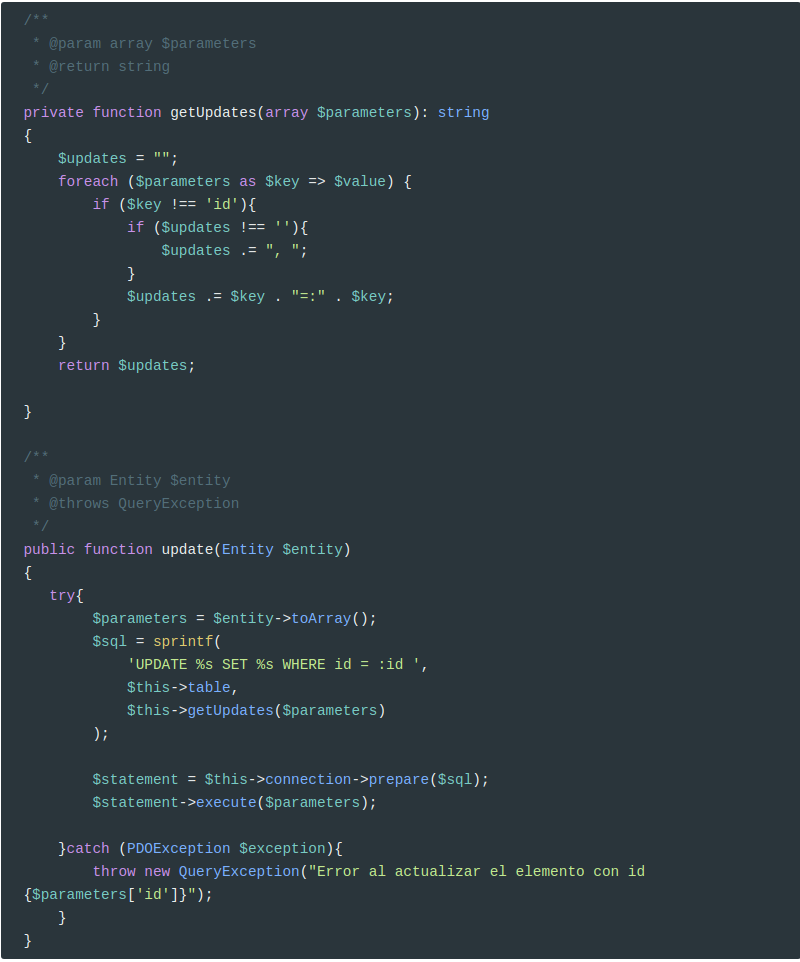 /**
 * @param array $parameters
 * @return string
 */
private function getUpdates(array $parameters): string
{
    $updates = "";
    foreach ($parameters as $key => $value) {
        if ($key !== 'id'){
            if ($updates !== ''){
                $updates .= ", ";
            }
            $updates .= $key . "=:" . $key;
        }
    }
    return $updates;

}

/**
 * @param Entity $entity
 * @throws QueryException
 */
public function update(Entity $entity)
{
   try{
        $parameters = $entity->toArray();
        $sql = sprintf(
            'UPDATE %s SET %s WHERE id = :id ',
            $this->table,
            $this->getUpdates($parameters)
        );

        $statement = $this->connection->prepare($sql);
        $statement->execute($parameters);

    }catch (PDOException $exception){
        throw new QueryException("Error al actualizar el elemento con id
{$parameters['id']}");
    }
}